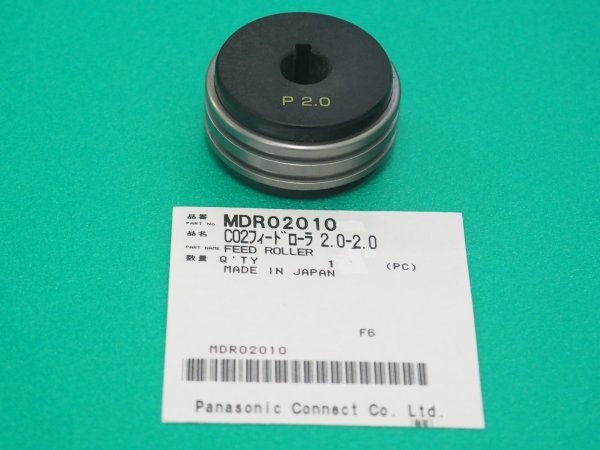 P 2.0
品番
PART No. MDR02010
品名 CO2フィードローラ 2.0-2.0
PART NAME FEED ROLLER
数量 Q'TY 1 (PC)
MADE IN JAPAN
F6
MDR02010
Panasonic Connect Co. Ltd.